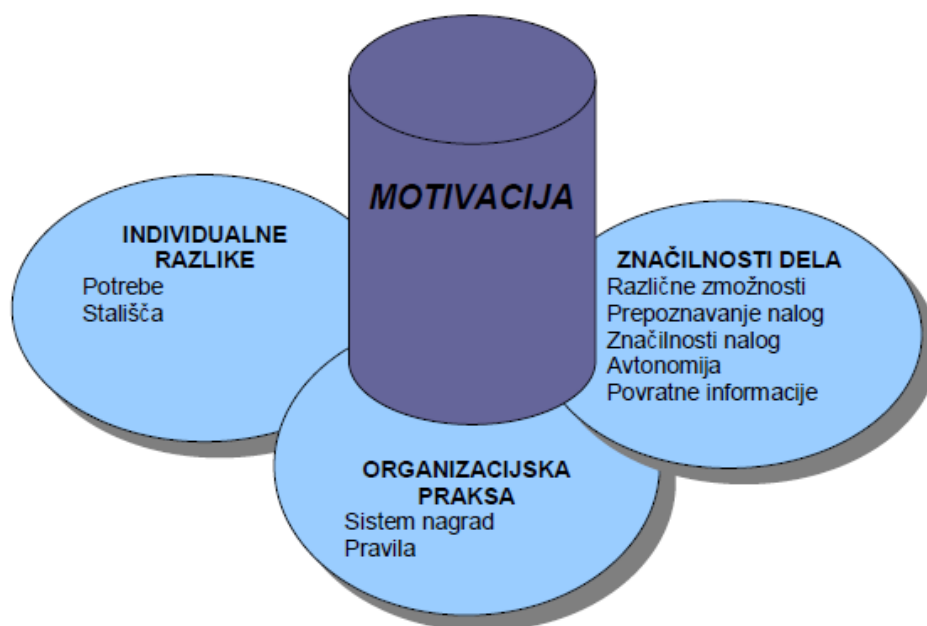 MOTIVACIJA
INDIVIDUALNE
RAZLIKE
Potrebe
Stališča
ZNAČILNOSTI DELA
Različne zmožnosti
Prepoznavanje nalog
Značilnosti nalog
Avtonomija
Povratne informacije
ORGANIZACIJSKA
PRAKSA
Sistem nagrad
Pravila